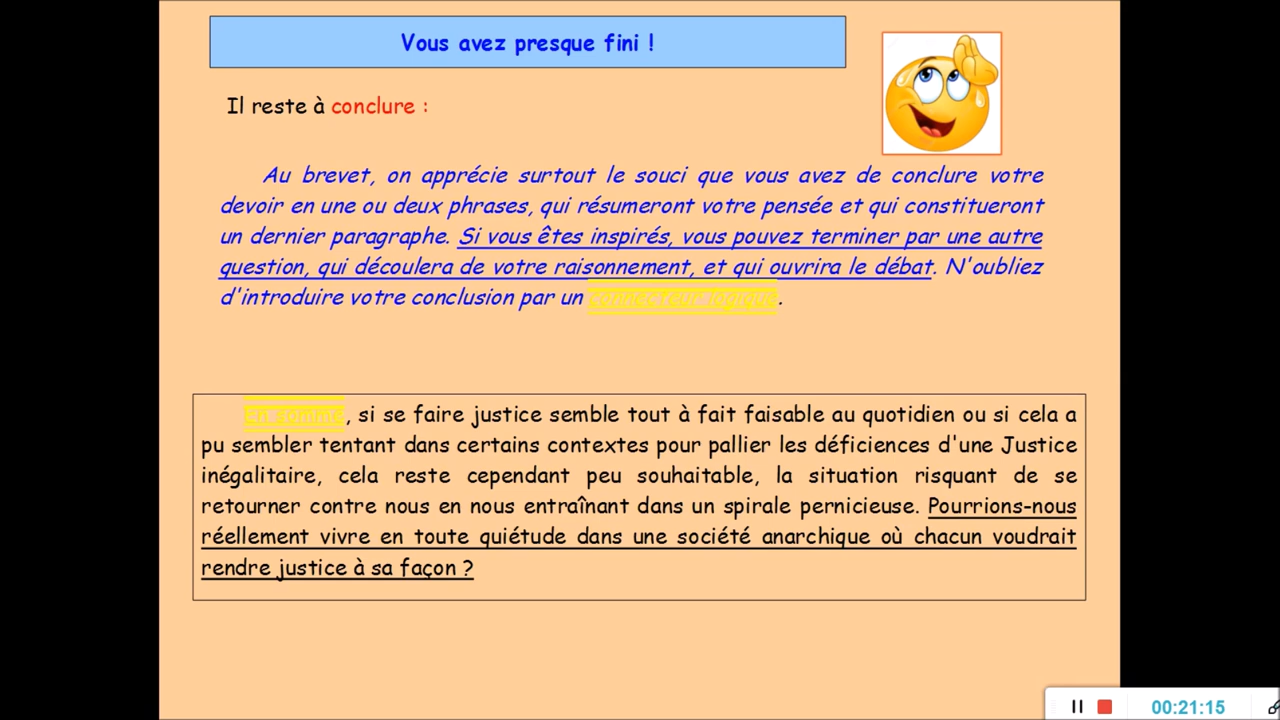 Vous avez presque fini !
Il reste à conclure :
Au brevet, on apprécie surtout le souci que vous avez de conclure votre
devoir en une ou deux phrases, qui résumeront votre pensée et qui constitueront
un dernier paragraphe. Si vous êtes inspirés, vous pouvez terminer par une autre
question, qui découlera de votre raisonnement, et qui ouvrira le débat. N'oubliez
d'introduire votre conclusion par un connecteur logique.
, si se faire justice semble tout à fait faisable au quotidien ou si cela a
pu sembler tentant dans certains contextes pour pallier les déficiences d'une Justice
inégalitaire, cela reste cependant peu souhaitable, la situation risquant de se
retourner contre nous en nous entraînant dans un spirale pernicieuse. Pourrions-nous
réellement vivre en toute quiétude dans une société anarchique où chacun voudrait
rendre justice à sa façon ?
00:21:15